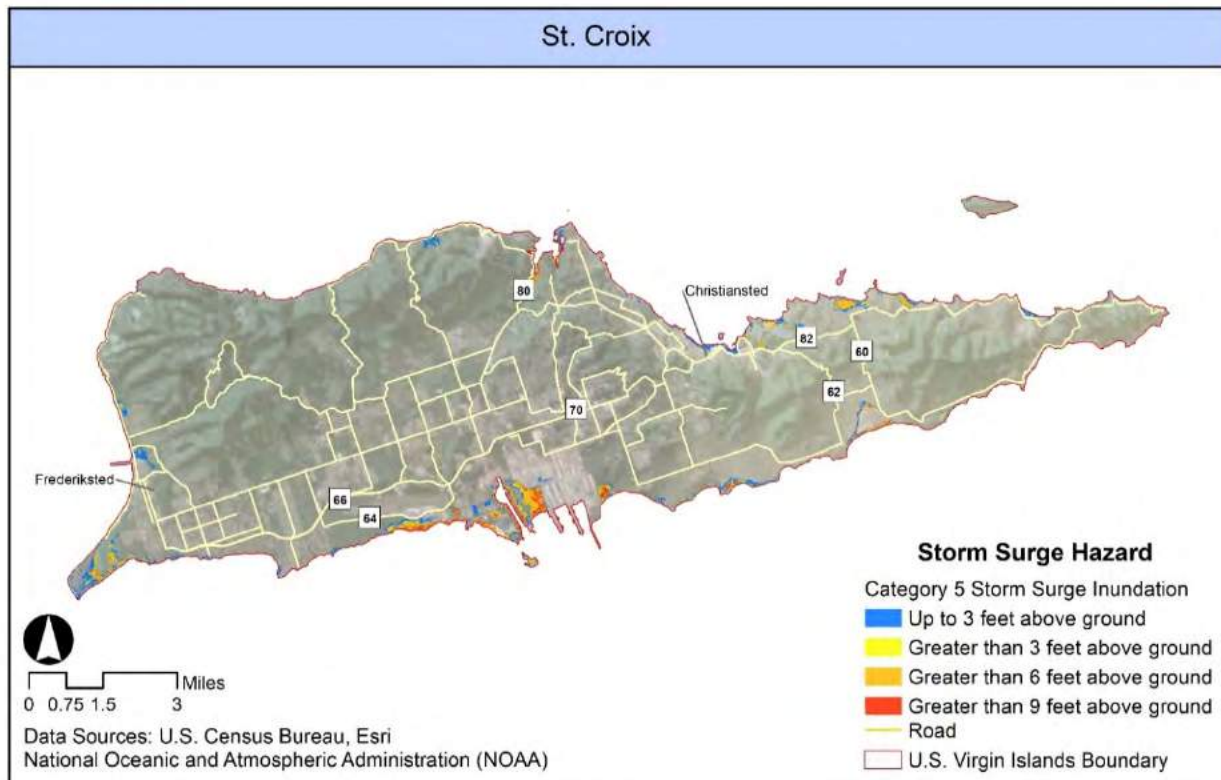 St. Croix
80
Christiansted
82
60
62
70
Frederiksted
66
64
Storm Surge Hazard
Category 5 Storm Surge Inundation
Up to 3 feet above ground
Greater than 3 feet above ground
Greater than 6 feet above ground
Greater than 9 feet above ground
Road
U.S. Virgin Islands Boundary
Miles
0 0.75 1.5 3
Data Sources: U.S. Census Bureau, Esri
National Oceanic and Atmospheric Administration (NOAA)